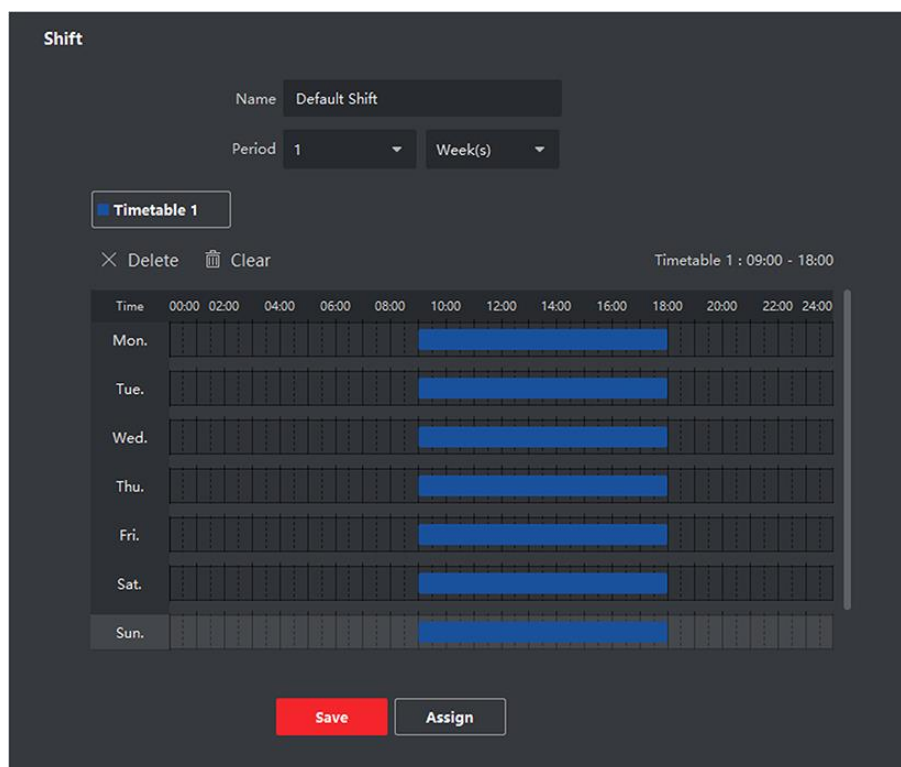 Shift
Name Default Shift
Period 1 Week(s)
Timetable 1
Delete Clear Timetable 1 : 09:00 - 18:00
Time 00:00 02:00 04:00 06:00 08:00 10:00 12:00 14:00 16:00 18:00 20:00 22:00 24:00
Mon.
Tue.
Wed.
Thu.
Fri.
Sat.
Sun.
Save Assign